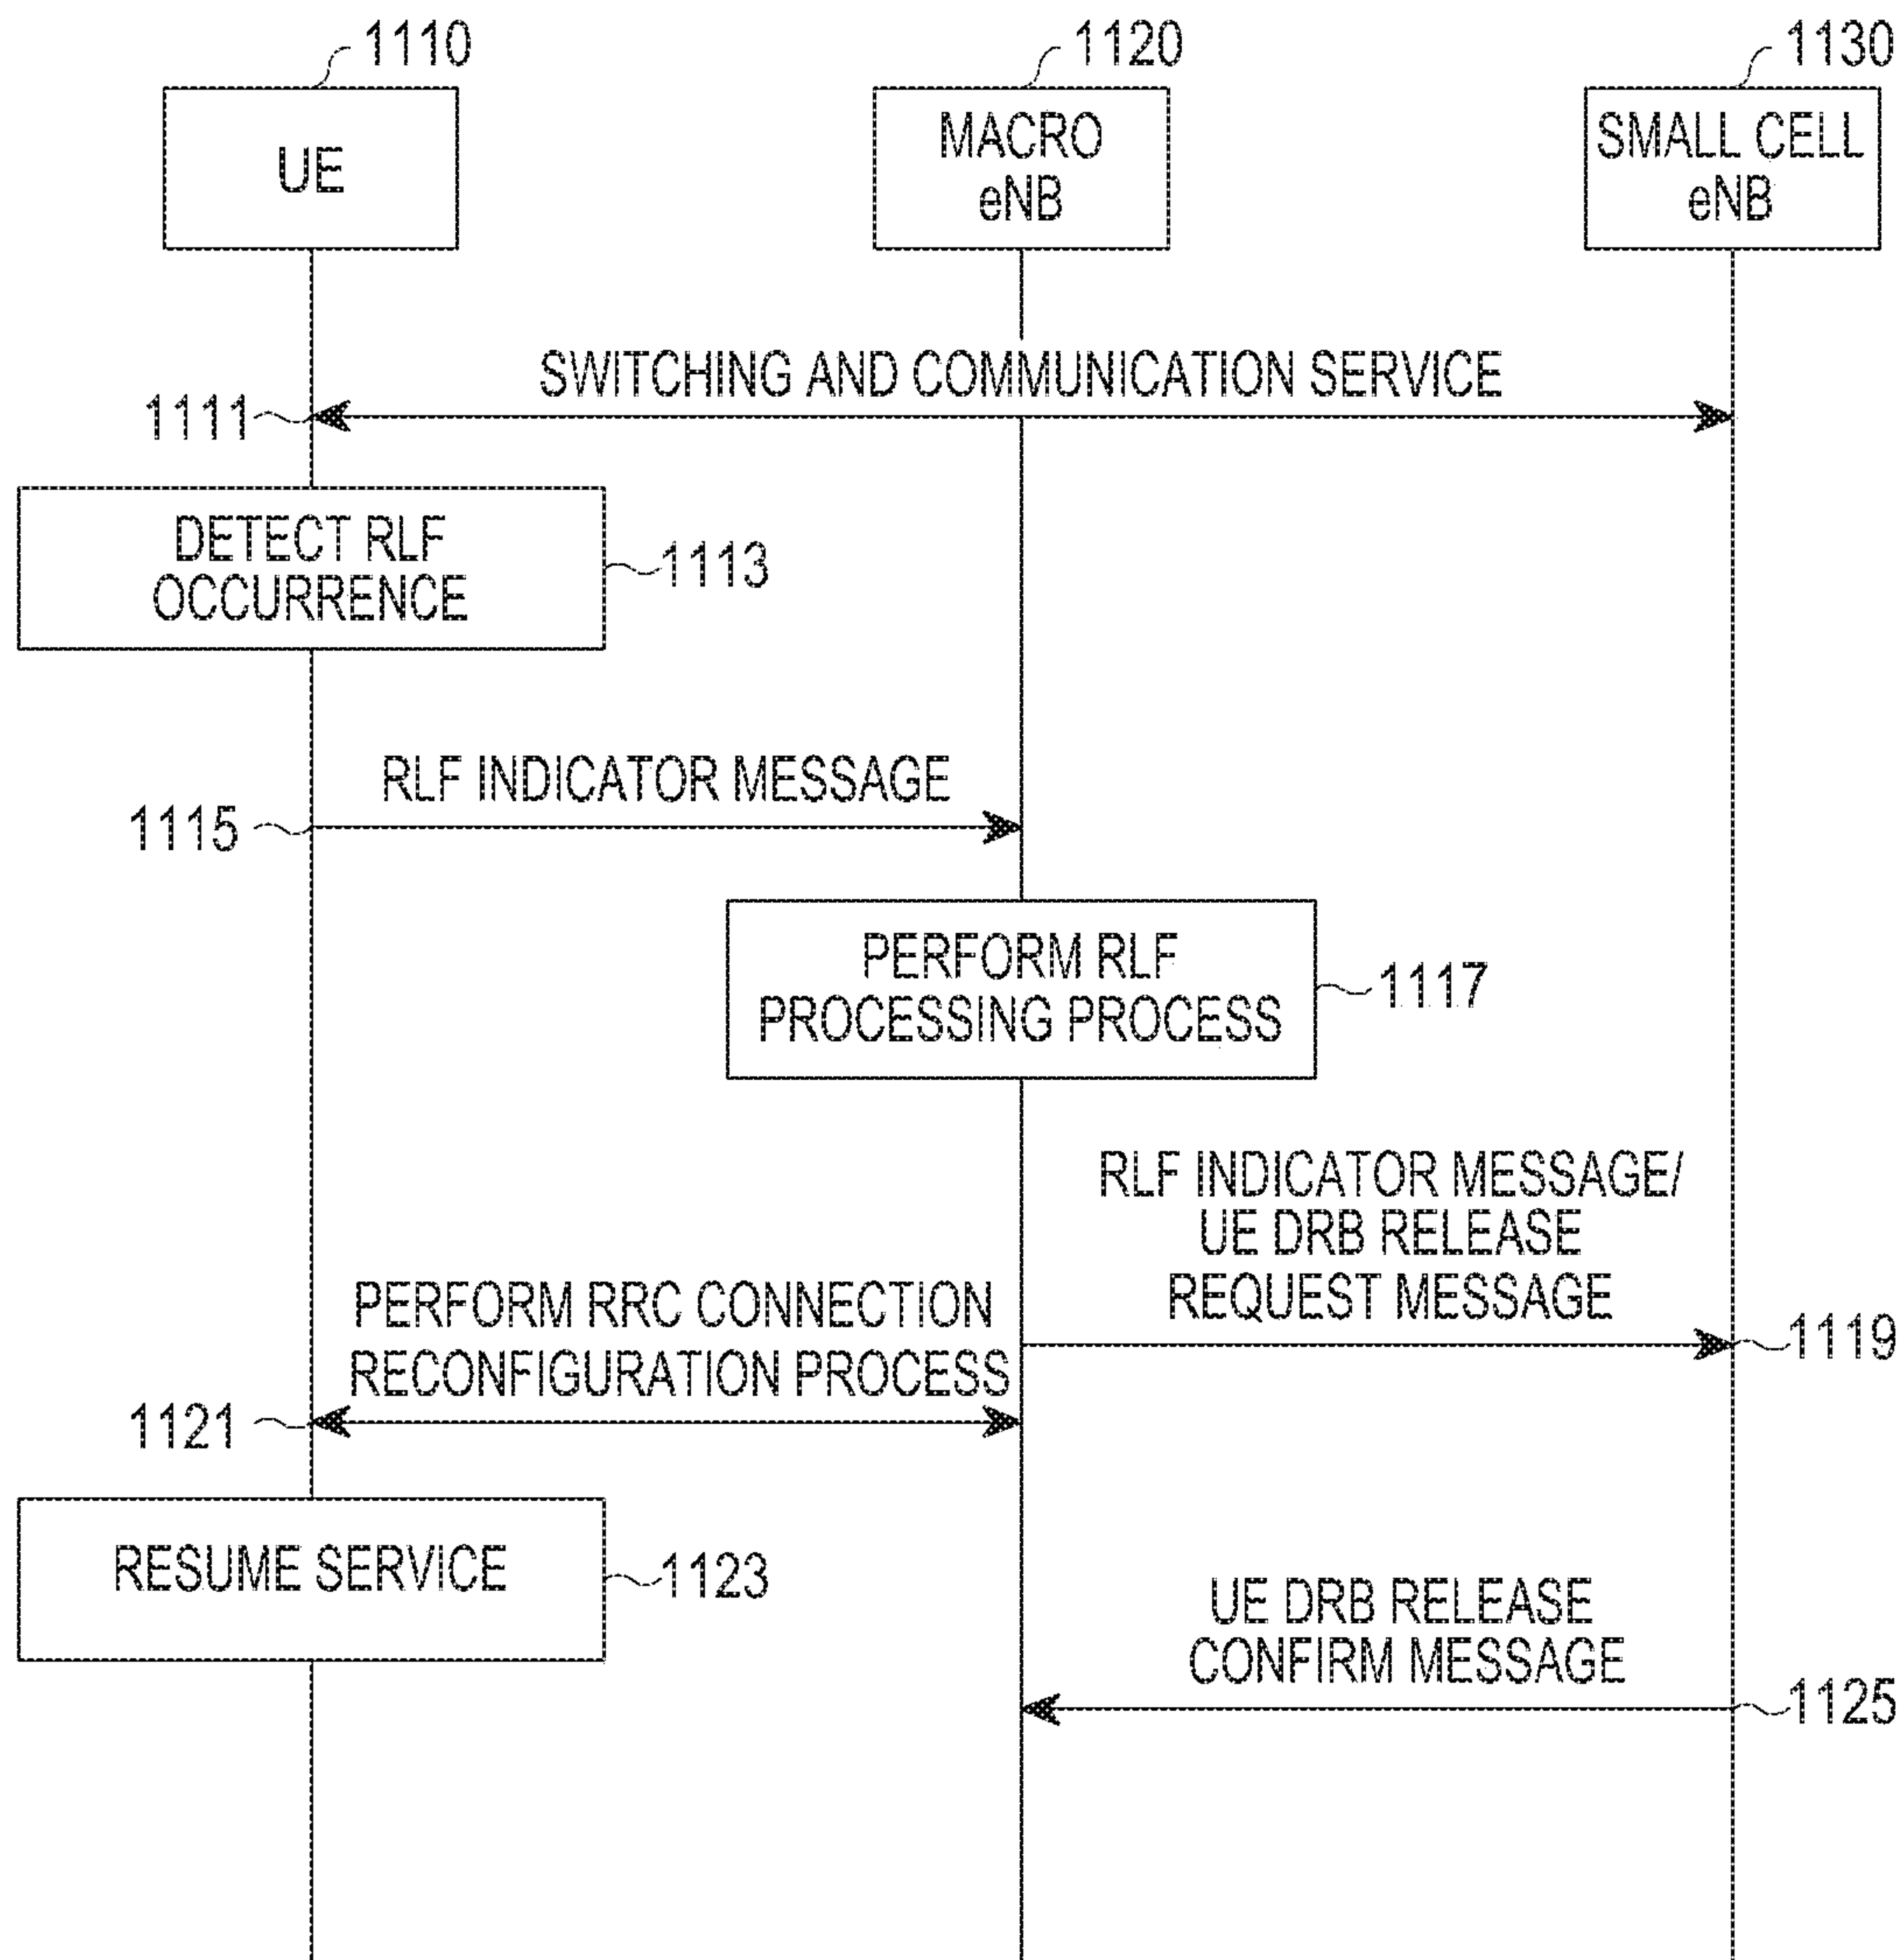 1110
1120
1130
UE
MACRO
eNB
SMALL CELL
eNB
SWITCHING AND COMMUNICATION SERVICE
1111
DETECT RLF
OCCURRENCE
1113
RLF INDICATOR MESSAGE
1115
PERFORM RLF
PROCESSING PROCESS
1117
RLF INDICATOR MESSAGE/
UE DRB RELEASE
REQUEST MESSAGE
1119
PERFORM RRC CONNECTION
RECONFIGURATION PROCESS
1121
RESUME SERVICE
1123
UE DRB RELEASE
CONFIRM MESSAGE
1125